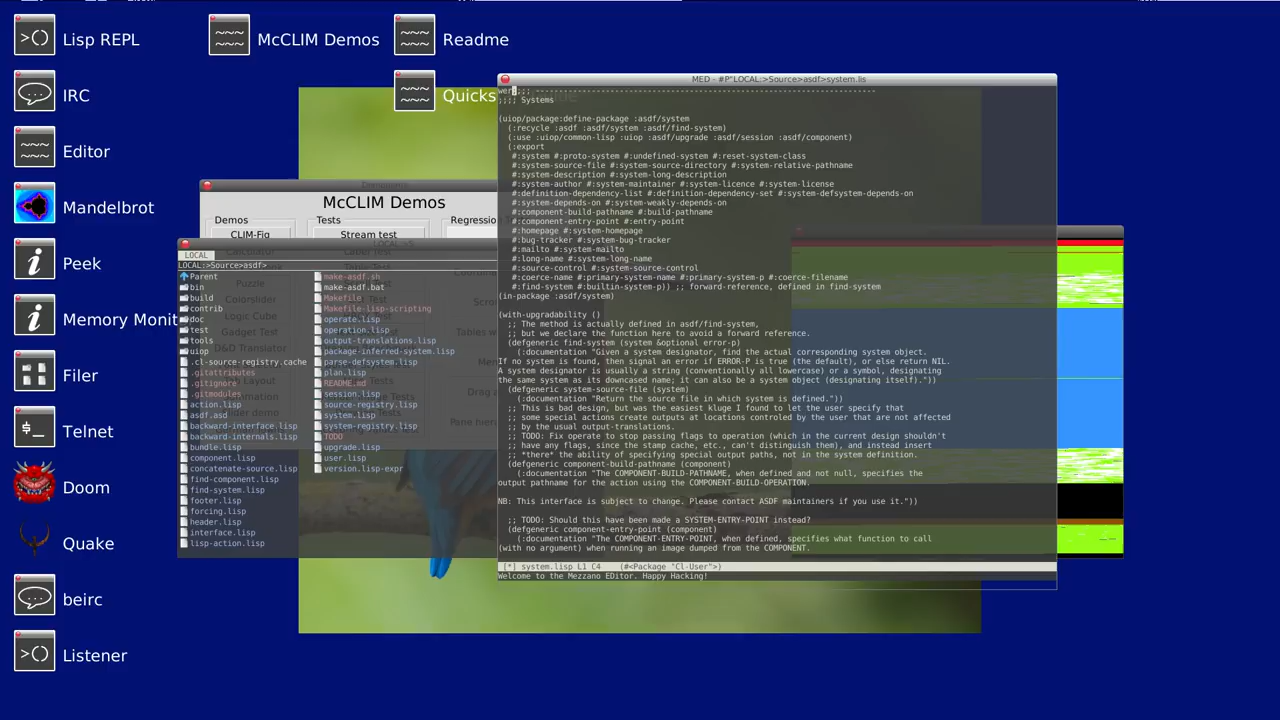 Lisp REPL
McCLIM Demos
Readme
IRC
Quicks
Editor
Mandelbrot
Peek
Memory Monit
Filer
Telnet
Doom
Quake
beirc
Listener
McCLIM Demos
Demos
Tests
Regression
CLIM-Fig
Stream test
LOCAL
LOCAL:>Source>asdf>
Parent
bin
build
contrib
doc
test
tools
uiop
.cl-source-registry.cache
.gitattributes
.gitignore
.gitmodules
action.lisp
asdf.asd
backward-interface.lisp
backward-internals.lisp
bundle.lisp
component.lisp
concatenate-source.lisp
find-component.lisp
find-system.lisp
footer.lisp
forcing.lisp
header.lisp
interface.lisp
lisp-action.lisp
make-asdf.sh
make-asdf.bat
Makefile
Makefile-lisp-scripting
operate.lisp
operation.lisp
output-translations.lisp
package-inferred-system.lisp
parse-defsystem.lisp
plan.lisp
README.md
session.lisp
source-registry.lisp
system.lisp
system-registry.lisp
TODO
upgrade.lisp
user.lisp
version.lisp-expr
MED - #P"LOCAL:>Source>asdf>system.lis
wer;;;; -------------------------------------------------------------------------
;;;; Systems
(uiop/package:define-package :asdf/system
(:recycle :asdf :asdf/system :asdf/find-system)
(:use :uiop/common-lisp :uiop :asdf/upgrade :asdf/session :asdf/component)
(:export
#:system #:proto-system #:undefined-system #:reset-system-class
#:system-source-file #:system-source-directory #:system-relative-pathname
#:system-description #:system-long-description
#:system-author #:system-maintainer #:system-licence #:system-license
#:definition-dependency-list #:definition-dependency-set #:system-defsystem-depends-on
#:system-depends-on #:system-weakly-depends-on
#:component-build-pathname #:build-pathname
#:component-entry-point #:entry-point
#:homepage #:system-homepage
#:bug-tracker #:system-bug-tracker
#:mailto #:system-mailto
#:long-name #:system-long-name
#:source-control #:system-source-control
#:coerce-name #:primary-system-name #:primary-system-p #:coerce-filename
#:find-system #:builtin-system-p)) ;; forward-reference, defined in find-system
(in-package :asdf/system)
(with-upgradability ()
;; The method is actually defined in asdf/find-system,
;; but we declare the function here to avoid a forward reference.
(defgeneric find-system (system &optional error-p)
(:documentation "Given a system designator, find the actual corresponding system object.
If no system is found, then signal an error if ERROR-P is true (the default), or else return NIL.
A system designator is usually a string (conventionally all lowercase) or a symbol, designating
the same system as its downcased name; it can also be a system object (designating itself)."))
(defgeneric system-source-file (system)
(:documentation "Return the source file in which system is defined."))
;; This is bad design, but was the easiest kluge I found to let the user specify that
;; some special actions create outputs at locations controled by the user that are not affected
;; by the usual output-translations.
;; TODO: Fix operate to stop passing flags to operation (which in the current design shouldn't
;; have any flags, since the stamp cache, etc., can't distinguish them), and instead insert
;; *there* the ability of specifying special output paths, not in the system definition.
(defgeneric component-build-pathname (component)
(:documentation "The COMPONENT-BUILD-PATHNAME, when defined and not null, specifies the
output pathname for the action using the COMPONENT-BUILD-OPERATION.
NB: This interface is subject to change. Please contact ASDF maintainers if you use it."))
;; TODO: Should this have been made a SYSTEM-ENTRY-POINT instead?
(defgeneric component-entry-point (component)
(:documentation "The COMPONENT-ENTRY-POINT, when defined, specifies what function to call
(with no argument) when running an image dumped from the COMPONENT.
[*] system.lisp L1 C4 (#<Package "Cl-User">)
Welcome to the Mezzano EDitor. Happy Hacking!